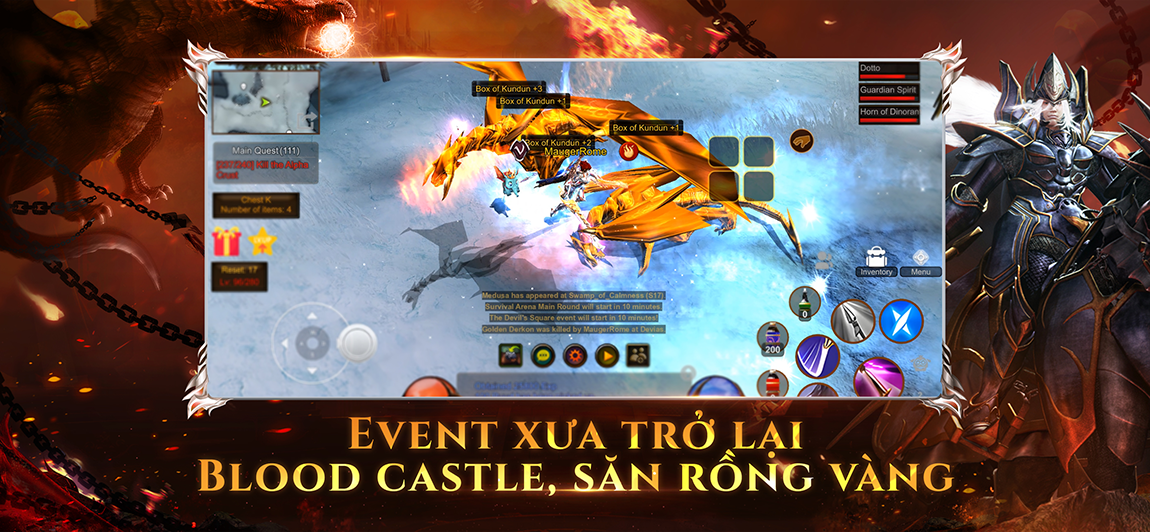 Box of Kundun +3
Box of Kundun +1
Box of Kundun +1
Box of Kundun +2
MaugerRome
Dotto
Guardian Spirit
Horn of Dinoran
Main Quest(111)
Kill the Alpha
Crust
Chest K
Number of items: 4
Reset: 17
Inventory
Menu
Medusa has appeared at Swamp_of_Calmness (S17)
Survival Arena Main Round will start in 10 minutes
The Devil's Square event will start in 10 minutes!
Golden Derkon was killed by MaugerRome at Devias
0
200
EVENT XƯA TRỞ LẠI
BLOOD CASTLE, SĂN RỒNG VÀNG